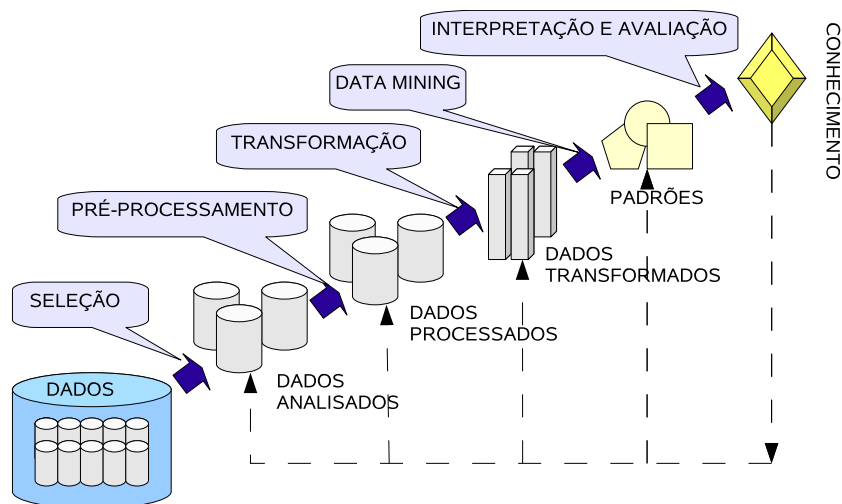 INTERPRETAÇÃO E AVALIAÇÃO
CONHECIMENTO
DATA MINING
TRANSFORMAÇÃO
PADRÕES
PRÉ-PROCESSAMENTO
DADOS
TRANSFORMADOS
SELEÇÃO
DADOS
PROCESSADOS
DADOS
ANALISADOS
DADOS